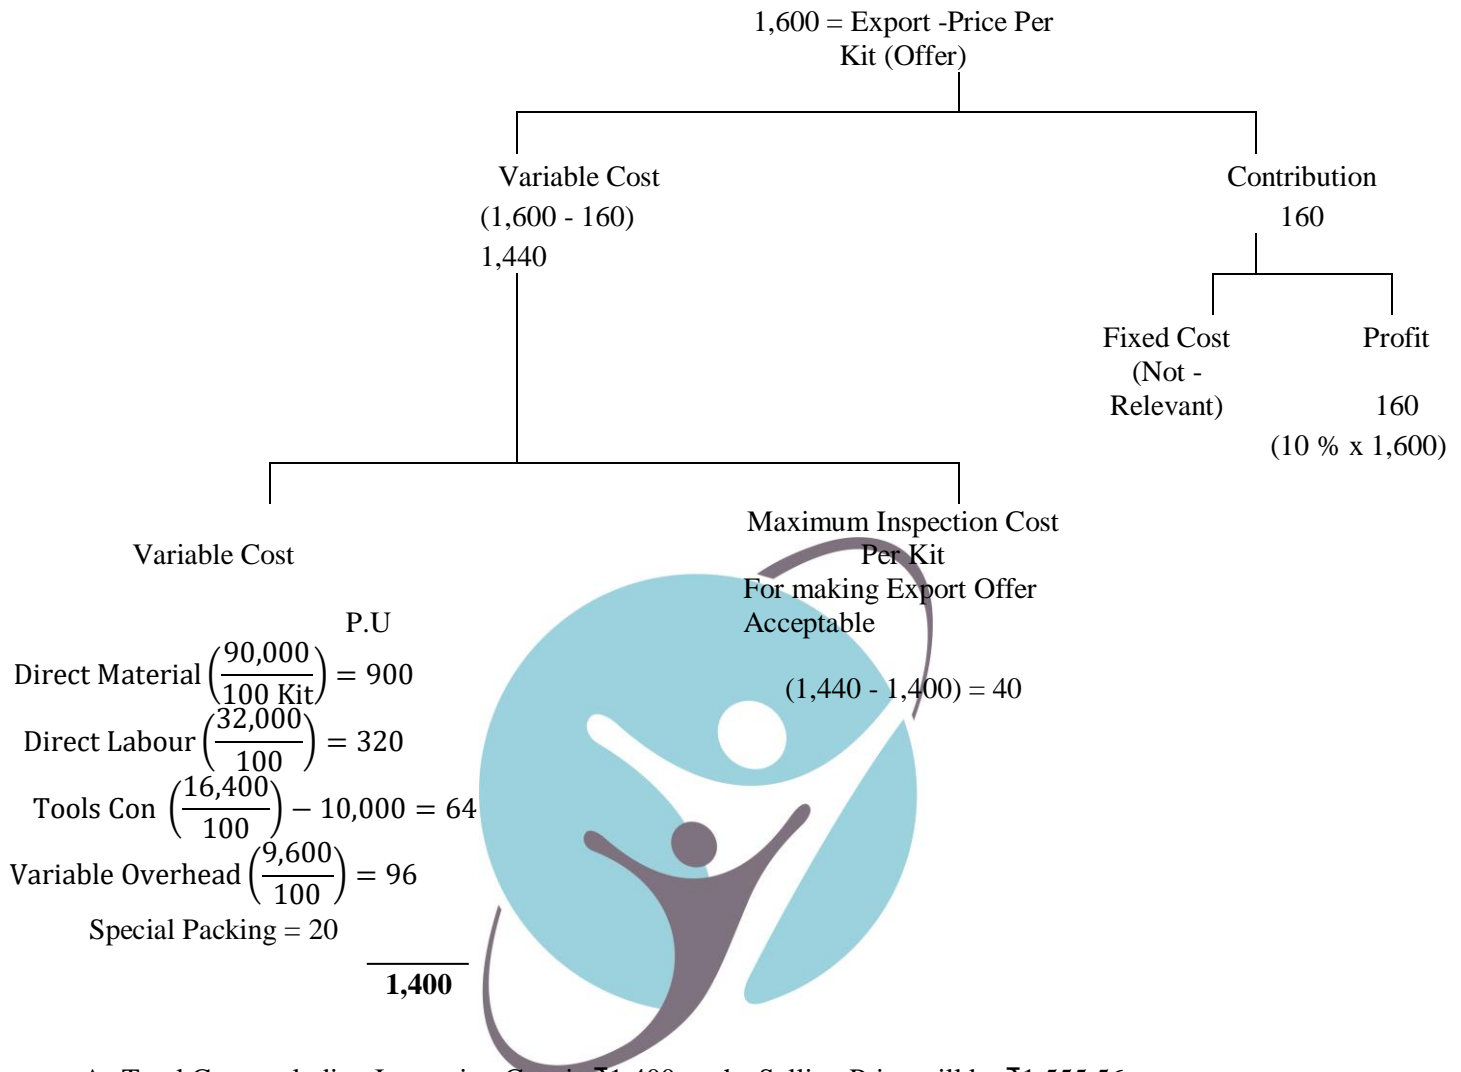 1,600 = Export -Price Per
Kit (Offer)
Variable Cost
(1,600 - 160)
1,440
Contribution
160
Fixed Cost
(Not -
Relevant)
Profit
160
(10 % x 1,600)
Variable Cost
P.U
Direct Material (90,000/100 Kit) = 900
Direct Labour (32,000/100) = 320
Tools Con (16,400/100) − 10,000 = 64
Variable Overhead (9,600/100) = 96
Special Packing = 20
1,400
Maximum Inspection Cost
Per Kit
For making Export Offer
Acceptable
(1,440 - 1,400) = 40